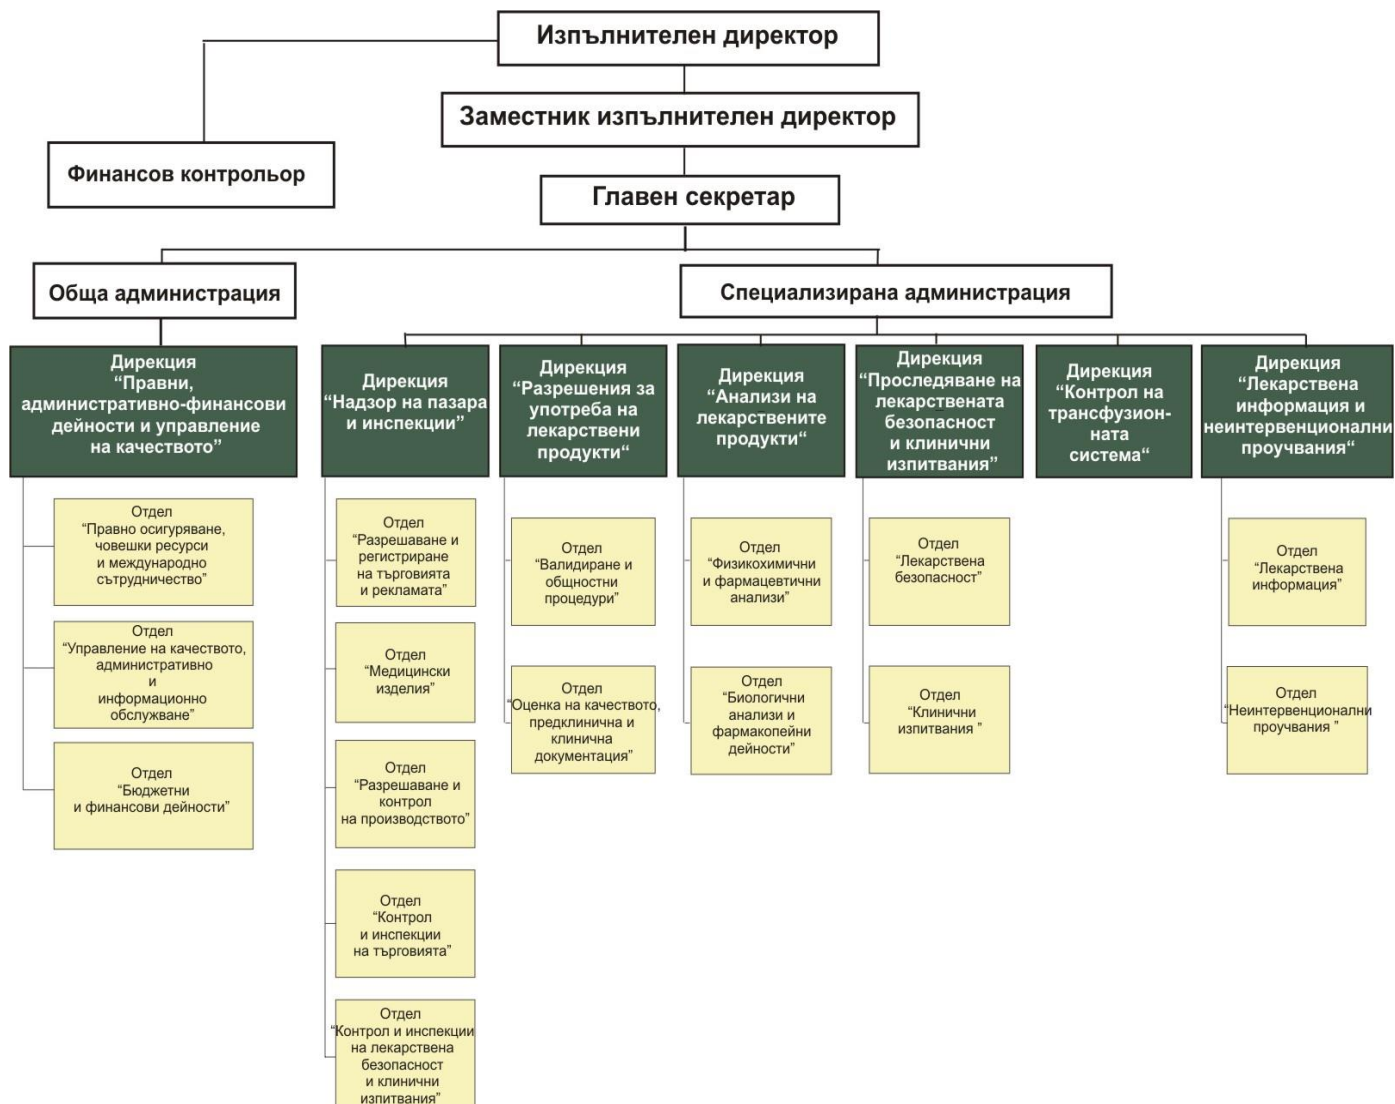 Изпълнителен директор
Заместник изпълнителен директор
Финансов контрольор
Главен секретар
Обща администрация
Специализирана администрация
Дирекция
“Правни,
административно-финансови
дейности и управление
на качеството”
Дирекция
“Надзор на пазара
и инспекции”
Дирекция
“Разрешения за
употреба на
лекарствени
продукти“
Дирекция
“Анализи на
лекарствените
продукти“
Дирекция
“Проследяване на
лекарствената
безопасност
и клинични
изпитвания”
Дирекция
“Контрол на
трансфузион-
ната
система“
Дирекция
“Лекарствена
информация и
неинтервенционални
проучвания“
Отдел
“Правно осигуряване,
човешки ресурси
и международно
сътрудничество”
Отдел
“Управление на качеството,
административно
и
информационно
обслужване”
Отдел
“Бюджетни
и финансови дейности”
Отдел
“Разрешаване и
регистриране
на търговията
и рекламата”
Отдел
“Медицински
изделия”
Отдел
“Разрешаване и
контрол
на производството”
Отдел
“Контрол
и инспекции
на търговията”
Отдел
“Контрол и инспекции
на лекарствена
безопасност
и клинични
изпитвания”
Отдел
“Валидиране и
общностни
процедури”
Отдел
“Оценка на качеството,
предклинична и
клинична
документация”
Отдел
“Физикохимични
и фармацевтични
анализи”
Отдел
“Биологични
анализи и
фармакопейни
дейности”
Отдел
“Лекарствена
безопасност”
Отдел
“Клинични
изпитвания ”
Отдел
“Лекарствена
информация”
Отдел
“Неинтервенционални
проучвания ”